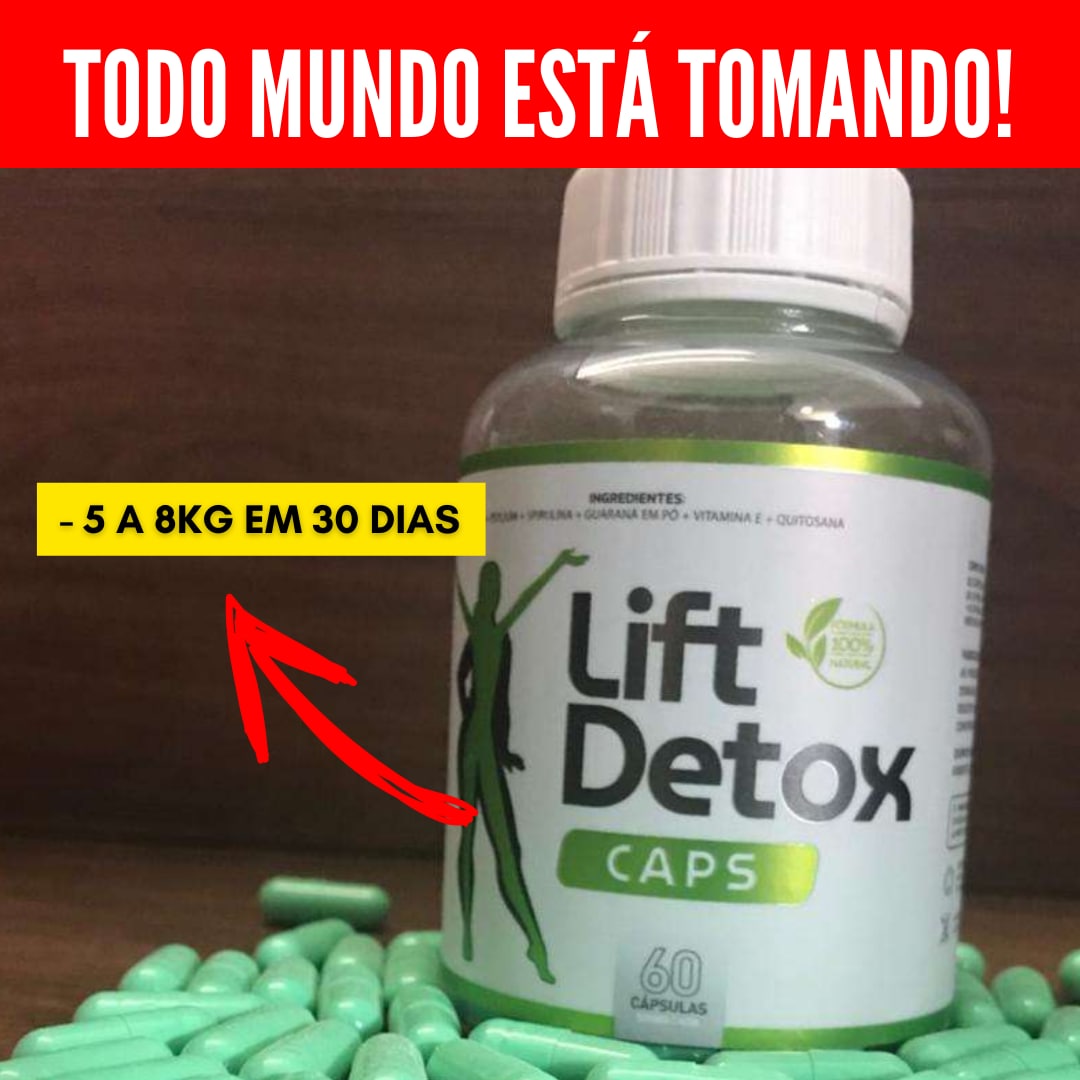 TODO MUNDO ESTÁ TOMANDO!
- 5 A 8KG EM 30 DIAS
INGREDIENTES:
+ SPIRULINA + GUARANÁ EM PÓ + VITAMINA E + QUITOSANA
Lift
Detox
FÓRMULA
100%
NATURAL
CAPS
60
CÁPSULAS